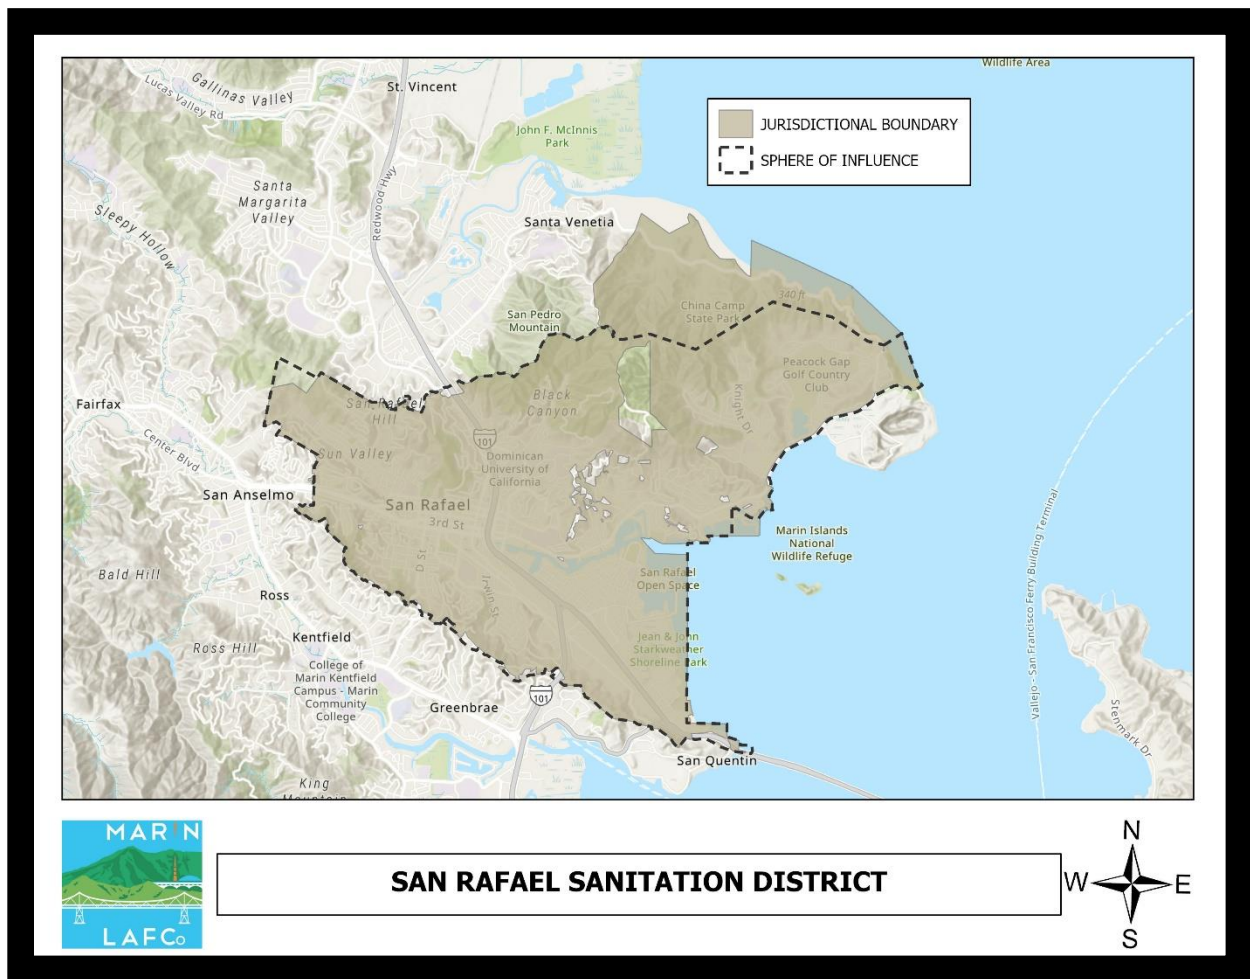 Wildlife Area
Gallinas Valley
Lucas Valley Rd
St. Vincent
JURISDICTIONAL BOUNDARY
SPHERE OF INFLUENCE
John F. McInnis
Park
Redwood Hwy
Santa
Margarita
Valley
Sleepy Hollow
Santa Venetia
340 ft
China Camp
State Park
San Pedro
Mountain
Peacock Gap
Golf Country
Club
Black
Canyon
Knight Dr
San Rafael
Hill
Fairfax
Center Blvd
Sun Valley
101
Dominican
University of
California
San Anselmo
San Rafael
3rd St
D St
Irwin St
Marin Islands
National
Wildlife Refuge
San Rafael
Open Space
Vallejo - San Francisco Ferry Building Terminal
Bald Hill
Ross
Kentfield
Ross Hill
College of
Marin Kentfield
Campus - Marin
Community
College
Jean & John
Starkweather
Shoreline Park
101
Greenbrae
San Quentin
Stenmark Dr
King
Mountain
MARIN
LAFCo
SAN RAFAEL SANITATION DISTRICT
N
W
E
S